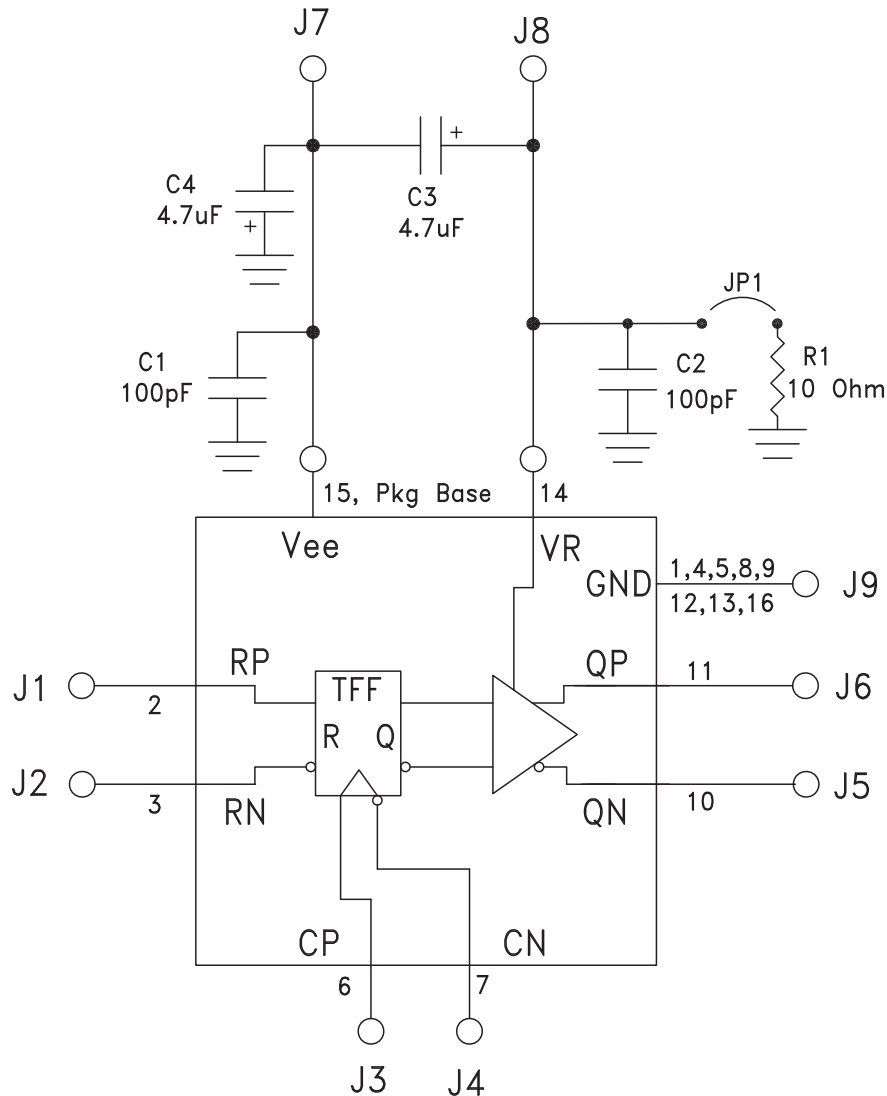 J7
J8
+
C4
4.7uF
+
C3
4.7uF
JP1
C1
100pF
C2
100pF
R1
10 Ohm
15, Pkg Base
14
Vee
VR
GND
1,4,5,8,9
12,13,16
J9
J1
2
RP
TFF
R
Q
QP
11
J6
J2
3
RN
QN
10
J5
CP
CN
6
7
J3
J4